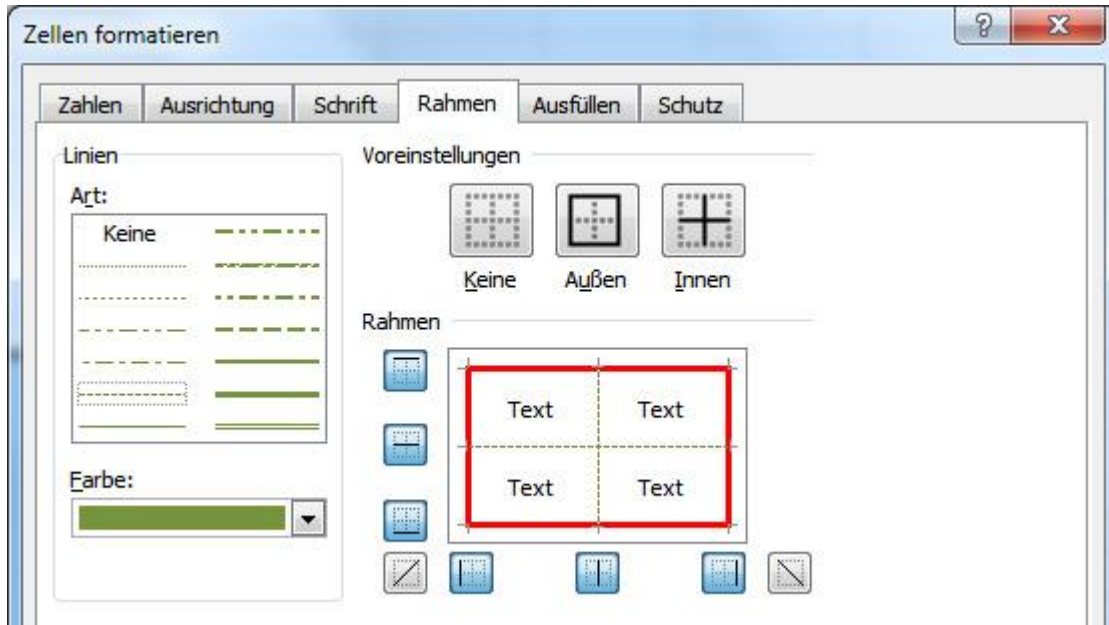 Zellen formatieren
Zahlen Ausrichtung Schrift Rahmen Ausfüllen Schutz
Linien
Art:
Keine
Farbe:
Voreinstellungen
Keine Außen Innen
Rahmen
Text Text
Text Text